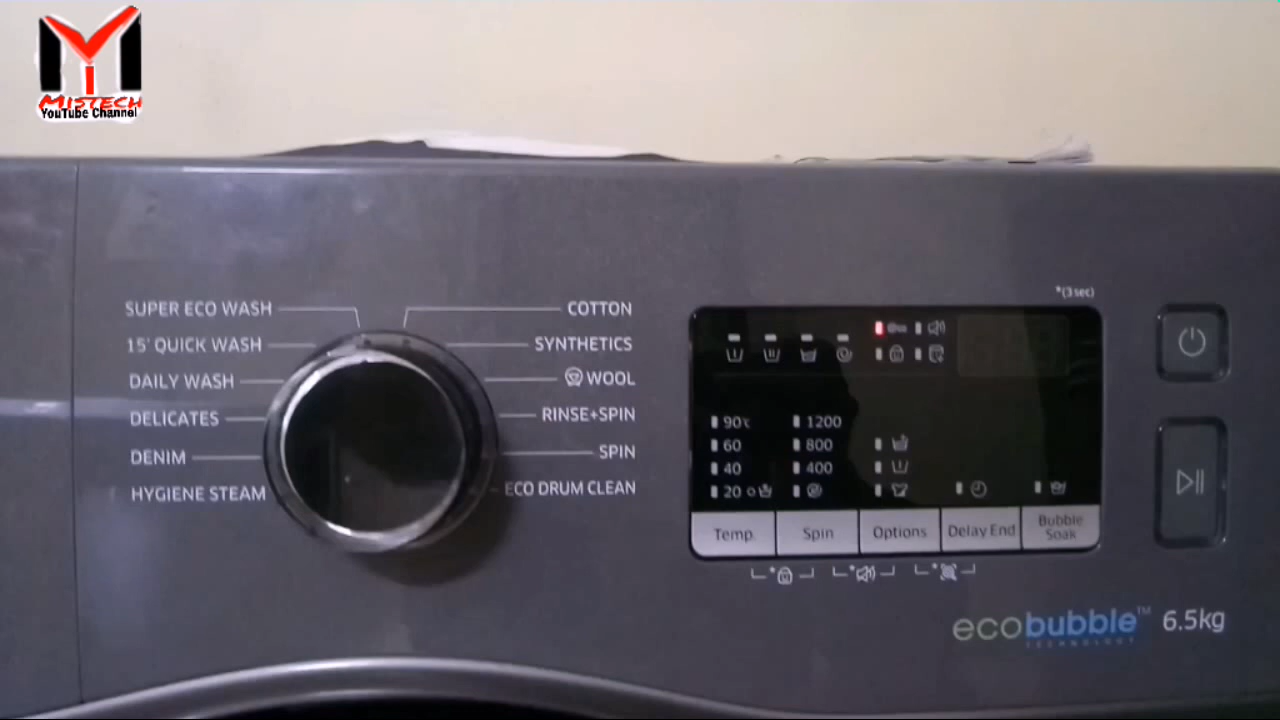 MISTECH
YouTube Channel
SUPER ECO WASH
15' QUICK WASH
DAILY WASH
DELICATES
DENIM
HYGIENE STEAM
COTTON
SYNTHETICS
WOOL
RINSE+SPIN
SPIN
ECO DRUM CLEAN
*(3 sec)
90℃ 1200
60 800
40 400
20
Temp. Spin Options Delay End Bubble Soak
ecobubble™ 6.5kg
TECHNOLOGY